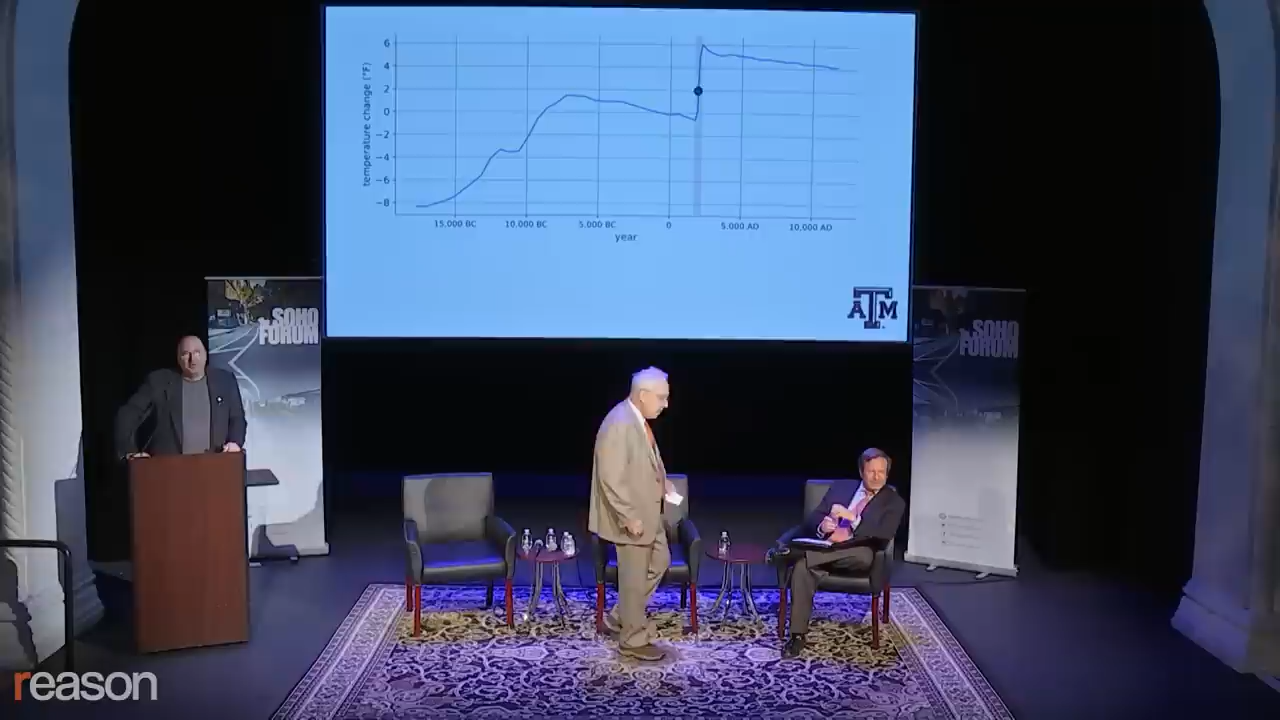 6
4
2
0
−2
−4
−6
−8
temperature change (°F)
15,000 BC
10,000 BC
5,000 BC
0
5,000 AD
10,000 AD
year
ATM
SOHO
FORUM
SOHO
FORUM
reason